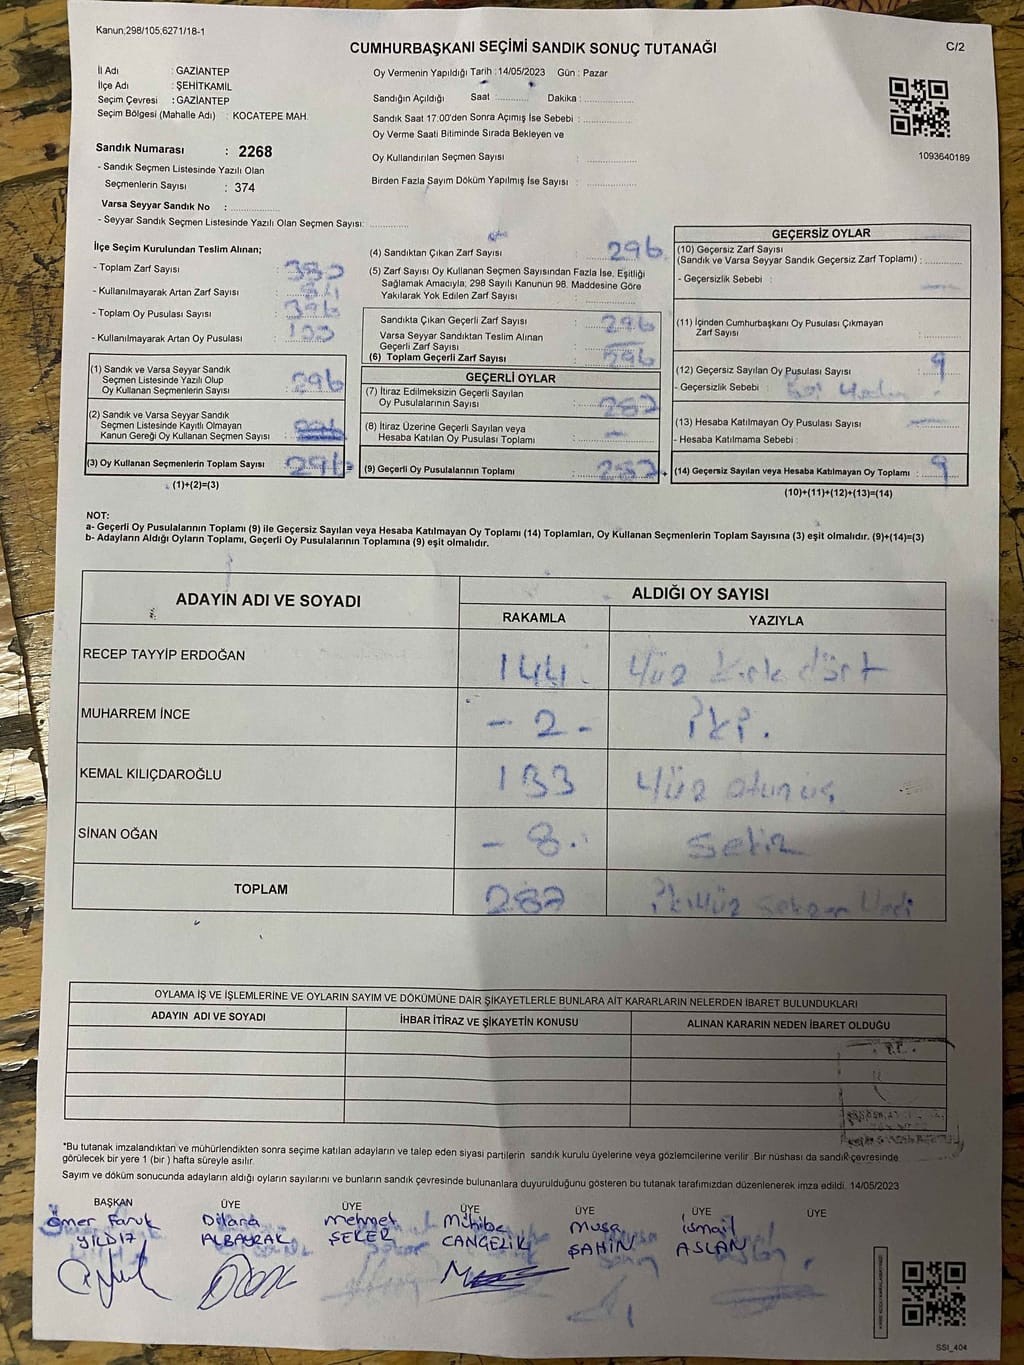 Kanun;298/105;6271/18-1
CUMHURBAŞKANI SEÇİMİ SANDIK SONUÇ TUTANAĞI
C/2
İl Adı : GAZİANTEP
İlçe Adı : ŞEHİTKAMİL
Seçim Çevresi : GAZİANTEP
Seçim Bölgesi (Mahalle Adı) : KOCATEPE MAH.
Sandık Numarası : 2268
- Sandık Seçmen Listesinde Yazılı Olan
Seçmenlerin Sayısı : 374
Varsa Seyyar Sandık No :
- Seyyar Sandık Seçmen Listesinde Yazılı Olan Seçmen Sayısı:
Oy Vermenin Yapıldığı Tarih : 14/05/2023 Gün : Pazar
Sandığın Açıldığı Saat : Dakika :
Sandık Saat 17:00'den Sonra Açımış İse Sebebi :
Oy Verme Saati Bitiminde Sırada Bekleyen ve
Oy Kullandırılan Seçmen Sayısı :
Birden Fazla Sayım Döküm Yapılmış İse Sayısı :
1093640189
İlçe Seçim Kurulundan Teslim Alınan;
- Toplam Zarf Sayısı :
- Kullanılmayarak Artan Zarf Sayısı :
- Toplam Oy Pusulası Sayısı : 396
- Kullanılmayarak Artan Oy Pusulası : 100
(1) Sandık ve Varsa Seyyar Sandık
Seçmen Listesinde Yazılı Olup
Oy Kullanan Seçmenlerin Sayısı : 296
(2) Sandık ve Varsa Seyyar Sandık
Seçmen Listesinde Kayıtlı Olmayan
Kanun Gereği Oy Kullanan Seçmen Sayısı :
(3) Oy Kullanan Seçmenlerin Toplam Sayısı : 296
(1)+(2)=(3)
(4) Sandıktan Çıkan Zarf Sayısı : 296
(5) Zarf Sayısı Oy Kullanan Seçmen Sayısından Fazla İse, Eşitliği
Sağlamak Amacıyla; 298 Sayılı Kanunun 98. Maddesine Göre
Yakılarak Yok Edilen Zarf Sayısı :
Sandıkta Çıkan Geçerli Zarf Sayısı : 296
Varsa Seyyar Sandıktan Teslim Alınan
Geçerli Zarf Sayısı : —
(6) Toplam Geçerli Zarf Sayısı : 296
GEÇERLİ OYLAR
(7) İtiraz Edilmeksizin Geçerli Sayılan
Oy Pusulalarının Sayısı : 287
(8) İtiraz Üzerine Geçerli Sayılan veya
Hesaba Katılan Oy Pusulası Toplamı : —
(9) Geçerli Oy Pusulalarının Toplamı : 287
GEÇERSİZ OYLAR
(10) Geçersiz Zarf Sayısı
(Sandık ve Varsa Seyyar Sandık Geçersiz Zarf Toplamı) :
- Geçersizlik Sebebi : —
(11) İçinden Cumhurbaşkanı Oy Pusulası Çıkmayan
Zarf Sayısı :
(12) Geçersiz Sayılan Oy Pusulası Sayısı : 9
- Geçersizlik Sebebi :
(13) Hesaba Katılmayan Oy Pusulası Sayısı : —
- Hesaba Katılmama Sebebi :
(14) Geçersiz Sayılan veya Hesaba Katılmayan Oy Toplamı : 9
(10)+(11)+(12)+(13)=(14)
NOT:
a- Geçerli Oy Pusulalarının Toplamı (9) ile Geçersiz Sayılan veya Hesaba Katılmayan Oy Toplamı (14) Toplamları, Oy Kullanan Seçmenlerin Toplam Sayısına (3) eşit olmalıdır. (9)+(14)=(3)
b- Adayların Aldığı Oyların Toplamı, Geçerli Oy Pusulalarının Toplamına (9) eşit olmalıdır.
ADAYIN ADI VE SOYADI
ALDIĞI OY SAYISI
RAKAMLA YAZIYLA
RECEP TAYYİP ERDOĞAN 144 Yüz kırk dört
MUHARREM İNCE - 2 - İki.
KEMAL KILIÇDAROĞLU 133 Yüz otuz üç
SİNAN OĞAN - 8 . Sekiz
TOPLAM 287 İkiyüz seksen Yedi
OYLAMA İŞ VE İŞLEMLERİNE VE OYLARIN SAYIM VE DÖKÜMÜNE DAİR ŞİKAYETLERLE BUNLARA AİT KARARLARIN NELERDEN İBARET BULUNDUKLARI
ADAYIN ADI VE SOYADI İHBAR İTİRAZ VE ŞİKAYETİN KONUSU ALINAN KARARIN NEDEN İBARET OLDUĞU
*Bu tutanak imzalandıktan ve mühürlendikten sonra seçime katılan adayların ve talep eden siyasi partilerin sandık kurulu üyelerine veya gözlemcilerine verilir .Bir nüshası da sandık çevresinde
görülecek bir yere 1 (bir ) hafta süreyle asılır.
Sayım ve döküm sonucunda adayların aldığı oyların sayılarını ve bunların sandık çevresinde bulunanlara duyurulduğunu gösteren bu tutanak tarafımızdan düzenlenerek imza edildi. 14/05/2023
BAŞKAN ÜYE ÜYE ÜYE ÜYE ÜYE ÜYE
Ömer Faruk Dilara Mehmet Mühibe Musa İsmail
YILDIZ ALBAYRAK ŞEKER CANGELİK ŞAHİN ASLAN
SSI_404